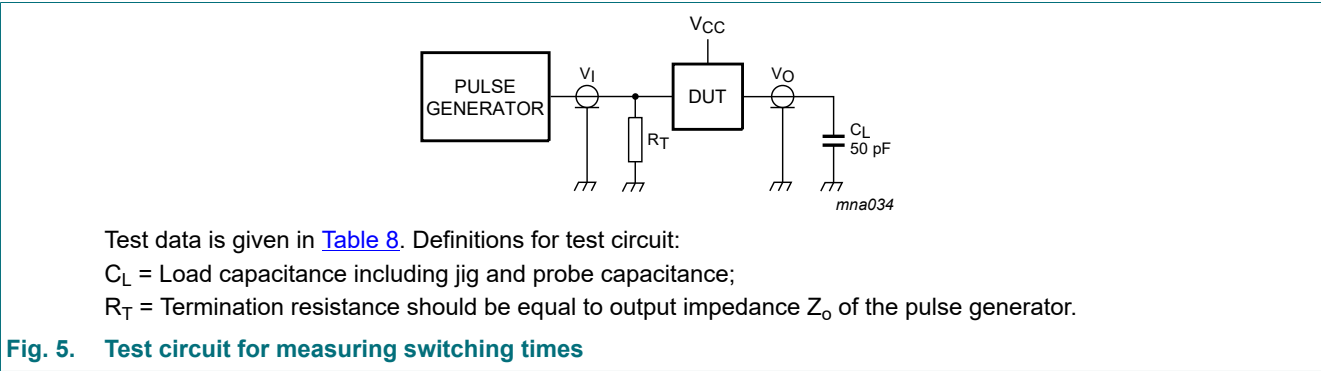 VCC
PULSE
GENERATOR
VI
RT
DUT
VO
CL
50 pF
mna034
Test data is given in Table 8. Definitions for test circuit:
CL = Load capacitance including jig and probe capacitance;
RT = Termination resistance should be equal to output impedance Zo of the pulse generator.
Fig. 5. Test circuit for measuring switching times